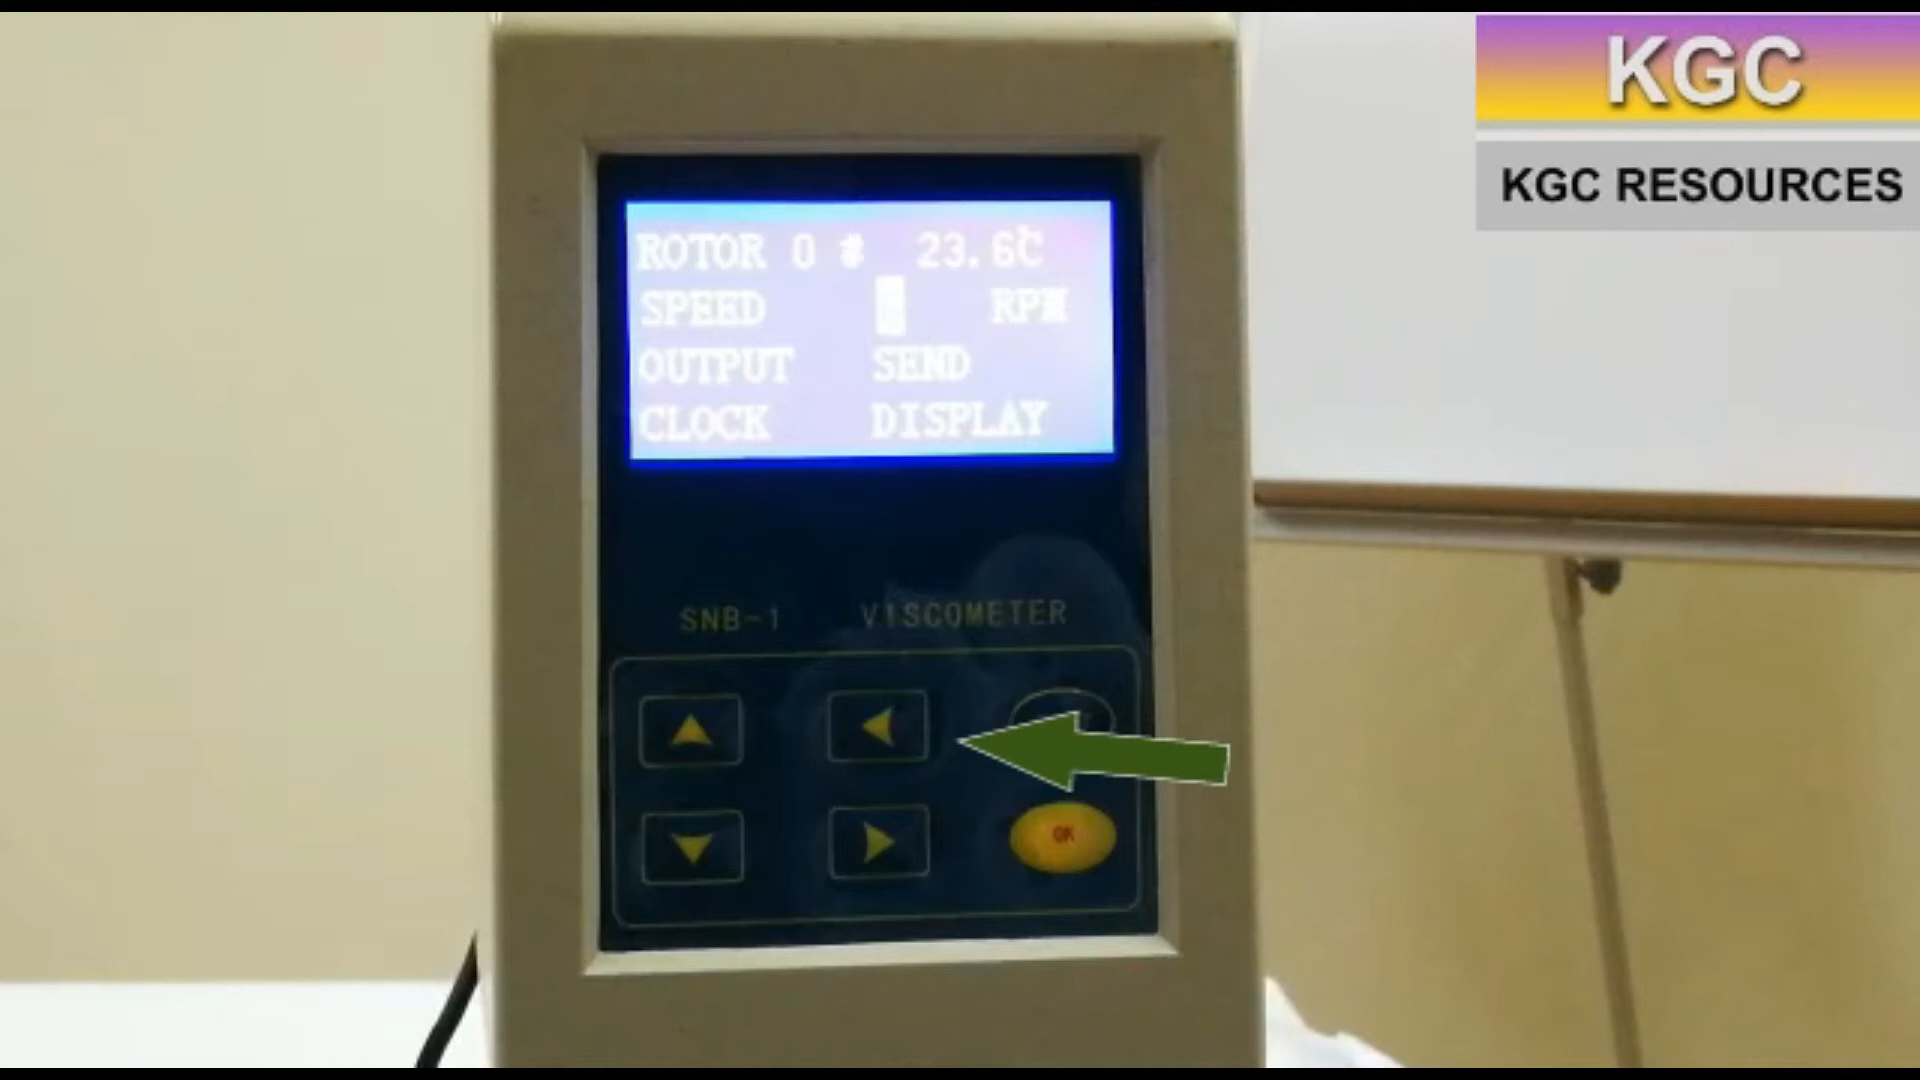 KGC
KGC RESOURCES
ROTOR 0 # 23.6℃
SPEED RPM
OUTPUT SEND
CLOCK DISPLAY
SNB-1 VISCOMETER
OK